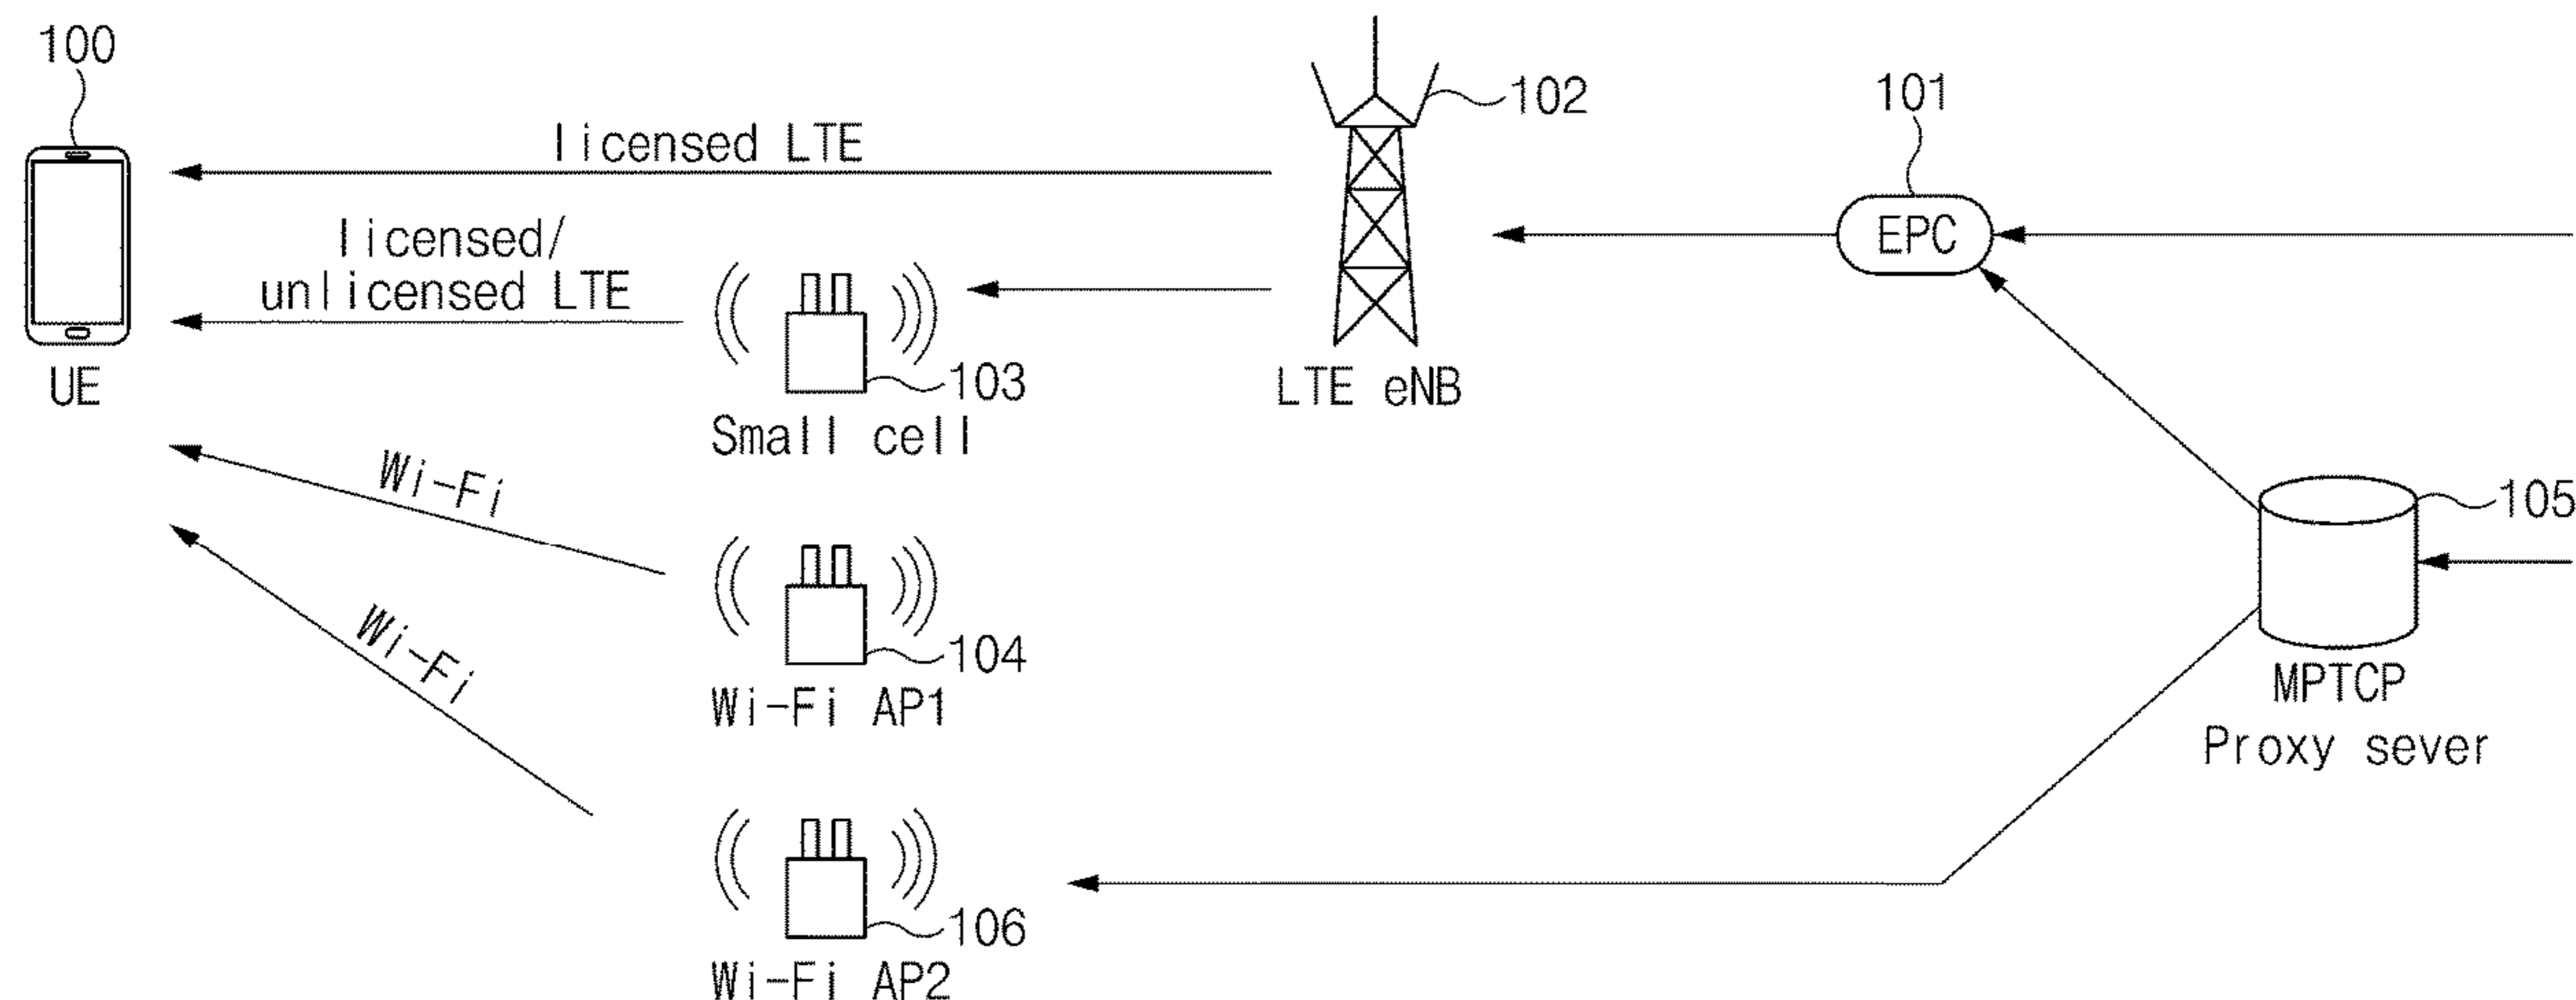 100
102
101
licensed LTE
licensed/
unlicensed LTE
EPC
103
UE
LTE eNB
Small cell
Wi-Fi
105
Wi-Fi
104
MPTCP
Wi-Fi AP1
Proxy sever
106
Wi-Fi AP2